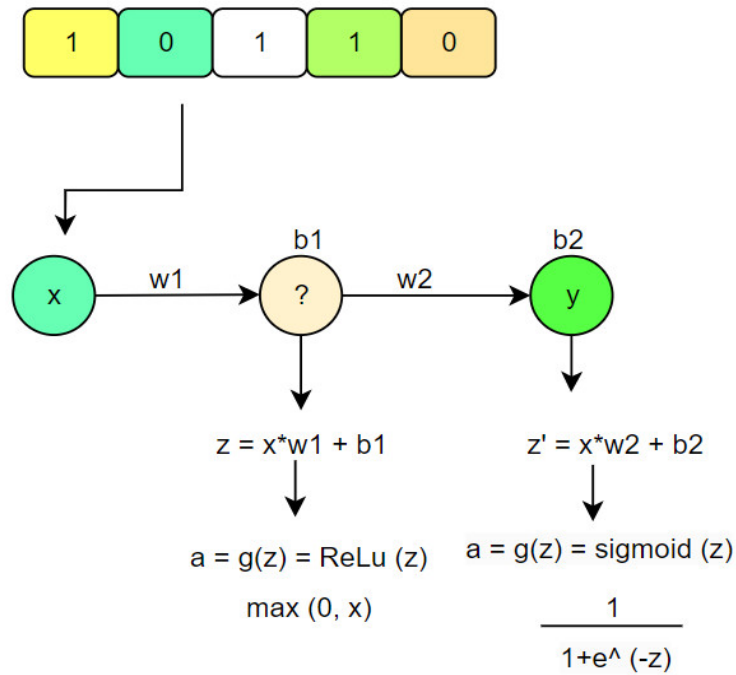 1 0 1 1 0
b1 b2
x w1 ? w2 y
z = x*w1 + b1 z' = x*w2 + b2
a = g(z) = ReLu (z) a = g(z) = sigmoid (z)
max (0, x) 1
1+e^ (-z)